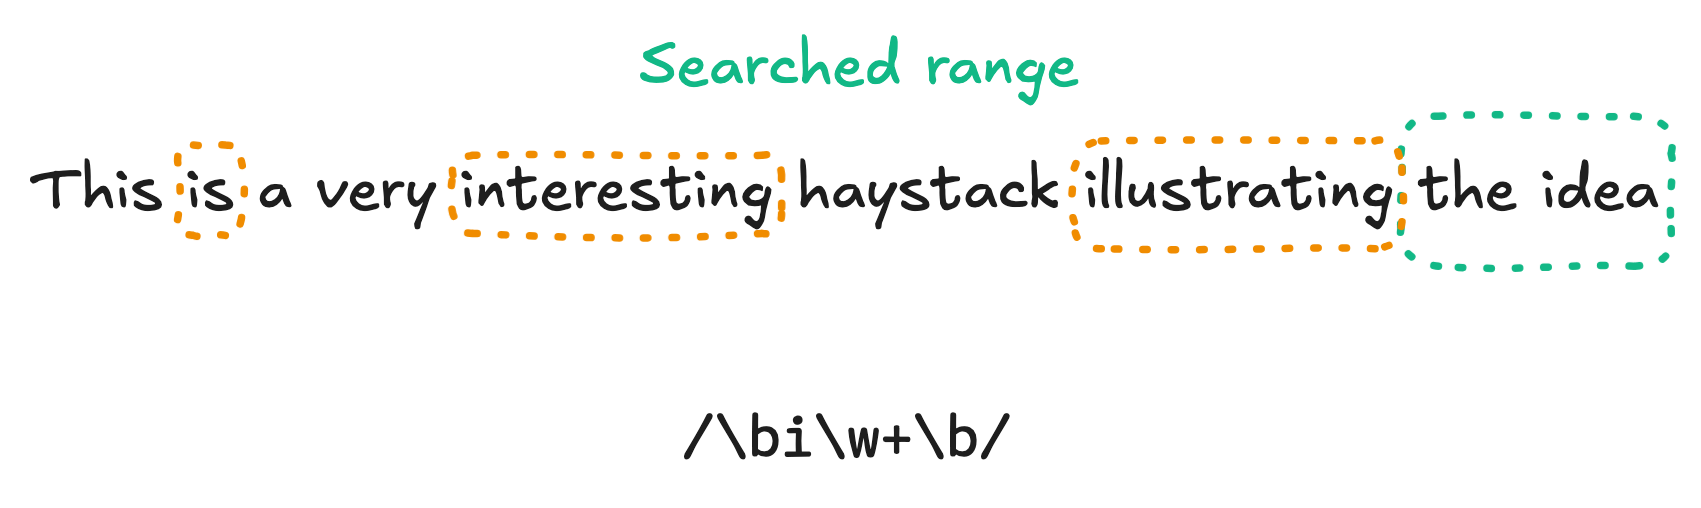 Searched range
This is a very interesting haystack illustrating the idea
/\bi\w+\b/